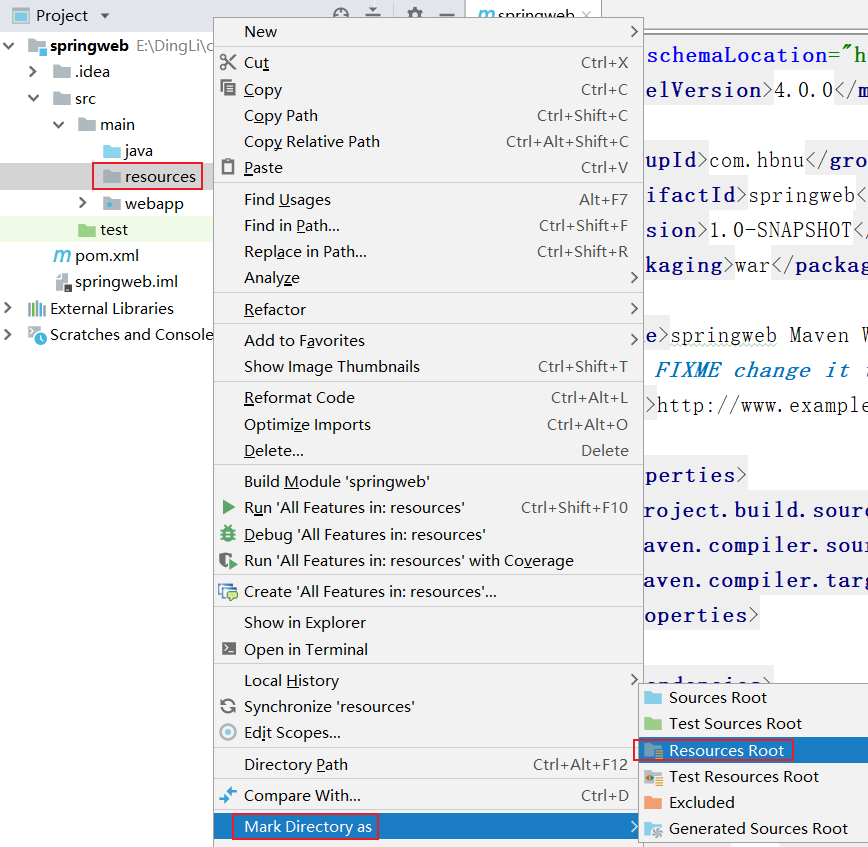 Project
springweb
springweb E:\DingLi\
.idea
src
main
java
resources
webapp
test
pom.xml
springweb.iml
External Libraries
Scratches and Console
New
Cut Ctrl+X
Copy Ctrl+C
Copy Path Ctrl+Shift+C
Copy Relative Path Ctrl+Alt+Shift+C
Paste Ctrl+V
Find Usages Alt+F7
Find in Path... Ctrl+Shift+F
Replace in Path... Ctrl+Shift+R
Analyze
Refactor
Add to Favorites
Show Image Thumbnails Ctrl+Shift+T
Reformat Code Ctrl+Alt+L
Optimize Imports Ctrl+Alt+O
Delete... Delete
Build Module 'springweb'
Run 'All Features in: resources' Ctrl+Shift+F10
Debug 'All Features in: resources'
Run 'All Features in: resources' with Coverage
Create 'All Features in: resources'...
Show in Explorer
Open in Terminal
Local History
Synchronize 'resources'
Edit Scopes...
Directory Path Ctrl+Alt+F12
Compare With... Ctrl+D
Mark Directory as
Sources Root
Test Sources Root
Resources Root
Test Resources Root
Excluded
Generated Sources Root
schemaLocation="h
elVersion>4.0.0</m
upId>com.hbnu</gro
ifactId>springweb<
sion>1.0-SNAPSHOT</
kaging>war</packag
e>springweb Maven W
FIXME change it t
>http://www.example
perties>
roject.build.sourc
aven.compiler.sour
aven.compiler.targ
operties>